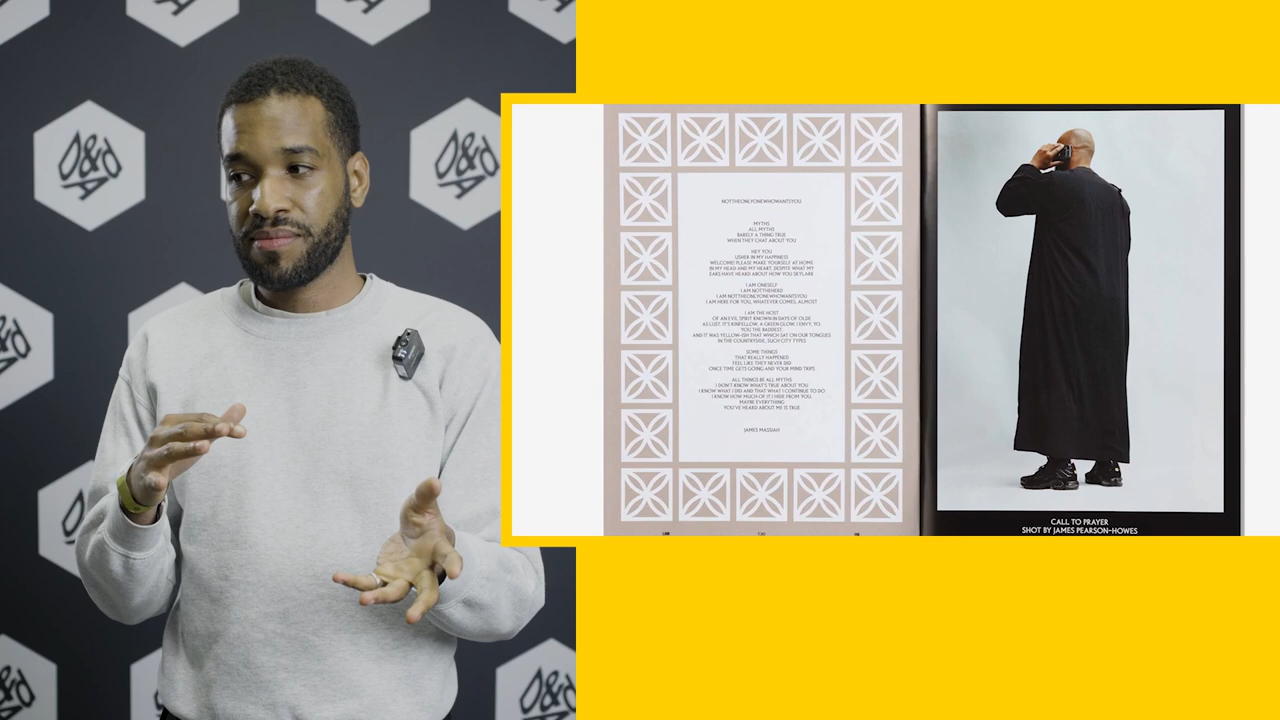 D&AD
D&AD
D&AD
D&AD
D&AD
NOTTHEONLYONEWHOWANTSYOU
MYTHS
ALL MYTHS
BARELY A THING TRUE
WHEN THEY CHAT ABOUT YOU
HEY YOU
USHER IN MY HAPPINESS
WELCOME! PLEASE MAKE YOURSELF AT HOME
IN MY HEAD AND MY HEART, DESPITE WHAT MY
EARS HAVE HEARD ABOUT HOW YOU SKYLARK
I AM ONESELF
I AM NOTTHEHERD
I AM NOTTHEONLYONEWHOWANTSYOU
I AM HERE FOR YOU, WHATEVER COMES, ALMOST
I AM THE HOST
OF AN EVIL SPIRIT KNOWN IN DAYS OF OLDE
AS LUST, IT'S KINFELLOW, A GREEN GLOW, I ENVY, YO.
YOU THE BADDEST.
AND IT WAS YELLOW-ISH THAT WHICH SAT ON OUR TONGUES
IN THE COUNTRYSIDE, SUCH CITY TYPES
SOME THINGS
THAT REALLY HAPPENED
FEEL LIKE THEY NEVER DID
ONCE TIME GETS GOING AND YOUR MIND TRIPS
ALL THINGS BE ALL MYTHS
I DON'T KNOW WHAT'S TRUE ABOUT YOU
I KNOW WHAT I DID AND THAT WHAT I CONTINUE TO DO
I KNOW HOW MUCH OF IT I HIDE FROM YOU.
MAYBE EVERYTHING
YOU'VE HEARD ABOUT ME IS TRUE.
JAMES MASSIAH
CALL TO PRAYER
SHOT BY JAMES PEARSON-HOWES